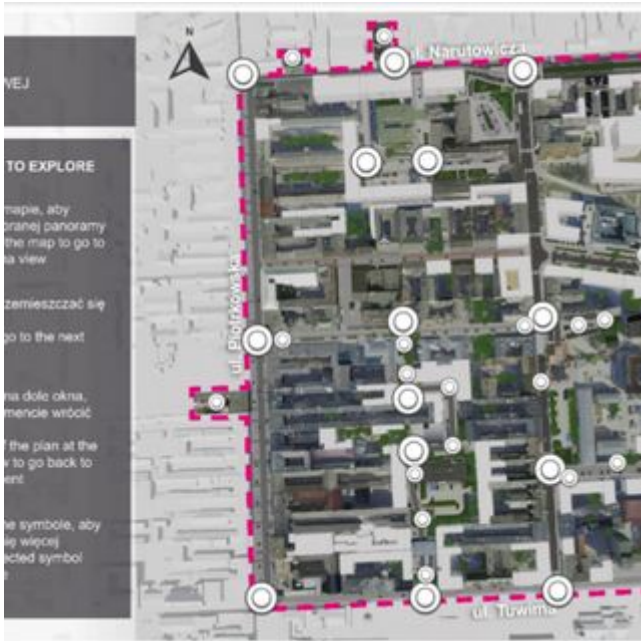 WEJ
TO EXPLORE
mapie, aby
branej panoramy
the map to go to
na view
zemieszczać się
go to the next
na dole okna,
mencie wrócić
f the plan at the
w to go back to
ent
ne symbole, aby
się więcej
ected symbol
e
N
ul. Narutowicza
ul. Piotrkowska
ul. Tuwima